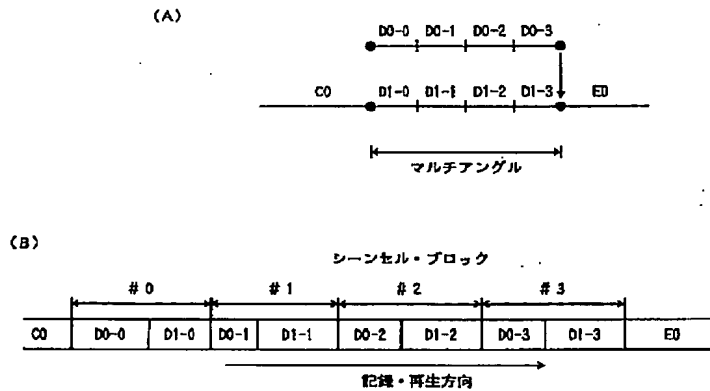 (A)
D0-0 D0-1 D0-2 D0-3
C0 D1-0 D1-1 D1-2 D1-3 E0
マルチアングル
(B)
シーンセル・ブロック
#0 #1 #2 #3
C0 D0-0 D1-0 D0-1 D1-1 D0-2 D1-2 D0-3 D1-3 E0
記録・再生方向